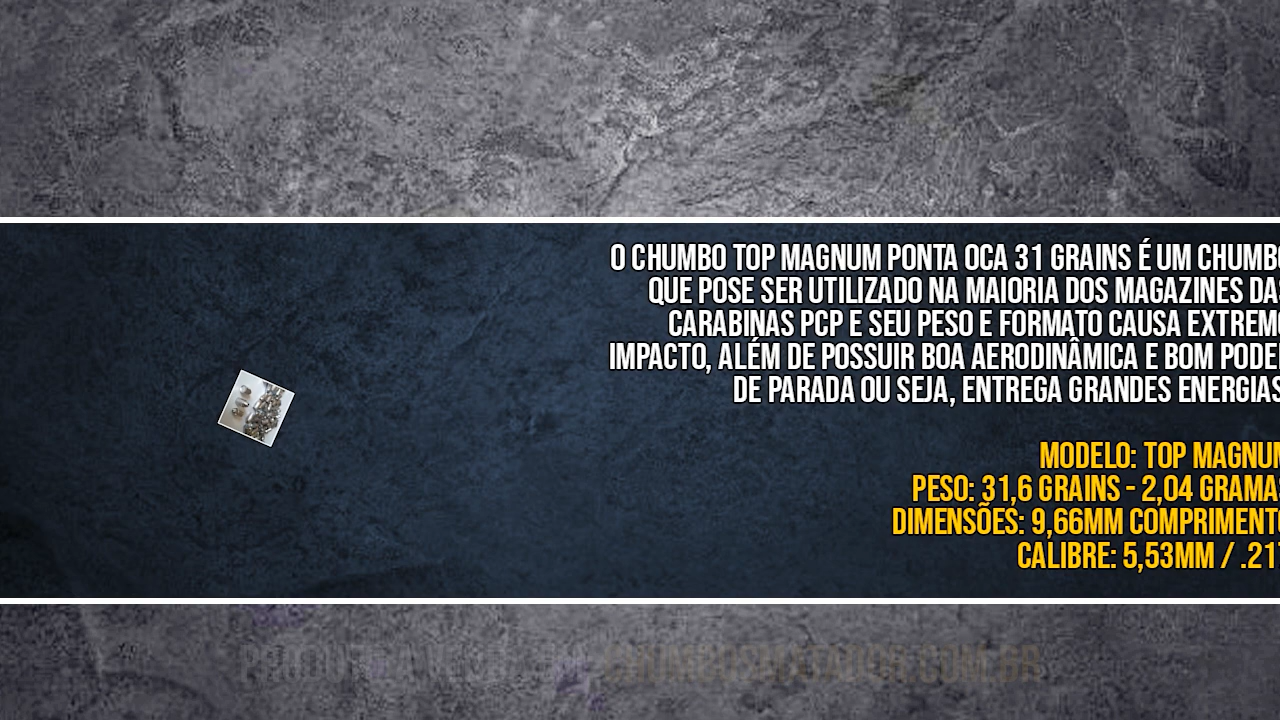 O CHUMBO TOP MAGNUM PONTA OCA 31 GRAINS É UM CHUMBO
QUE POSE SER UTILIZADO NA MAIORIA DOS MAGAZINES DAS
CARABINAS PCP E SEU PESO E FORMATO CAUSA EXTREMO
IMPACTO, ALÉM DE POSSUIR BOA AERODINÂMICA E BOM PODER
DE PARADA OU SEJA, ENTREGA GRANDES ENERGIAS
MODELO: TOP MAGNUM
PESO: 31,6 GRAINS - 2,04 GRAMAS
DIMENSÕES: 9,66MM COMPRIMENTO
CALIBRE: 5,53MM / .217